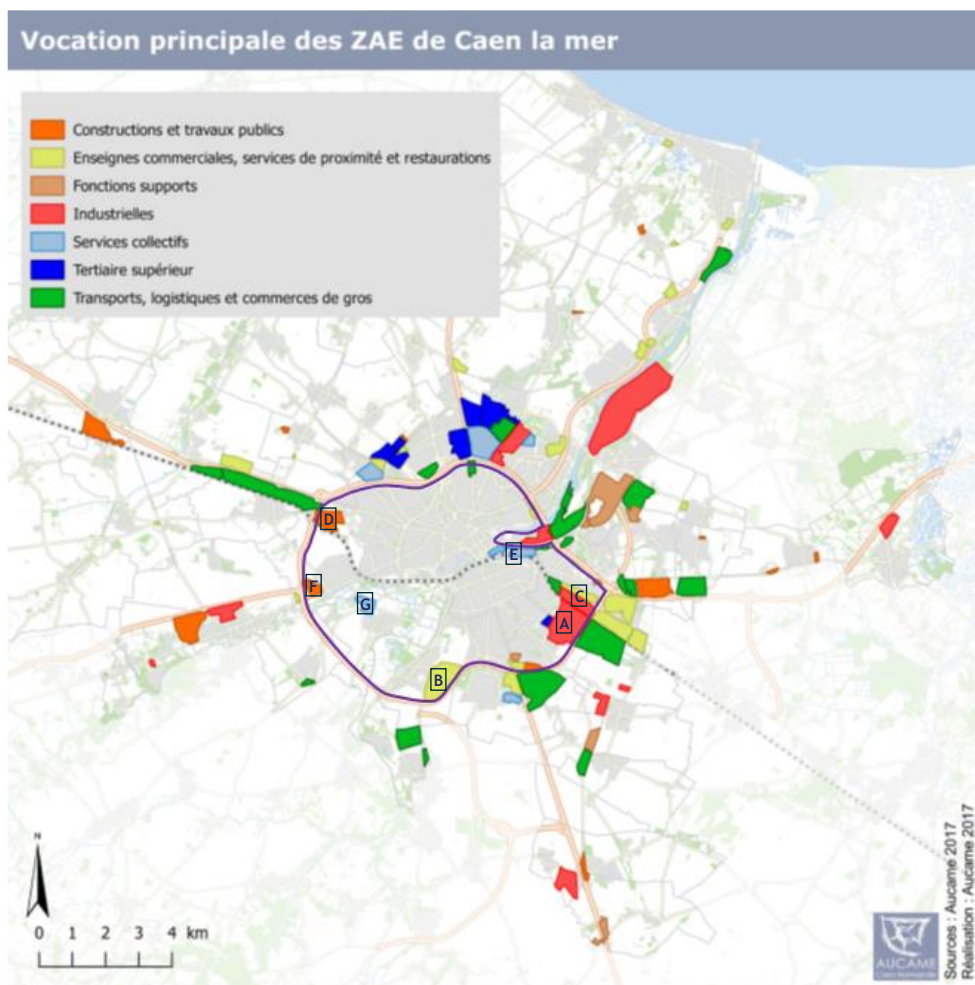 Vocation principale des ZAE de Caen la mer
Constructions et travaux publics
Enseignes commerciales, services de proximité et restaurations
Fonctions supports
Industrielles
Services collectifs
Tertiaire supérieur
Transports, logistiques et commerces de gros
D
E
F
G
C
A
B
N
0 1 2 3 4 km
AUCAME
Caen Normandie
Sources : Aucame 2017
Réalisation : Aucame 2017